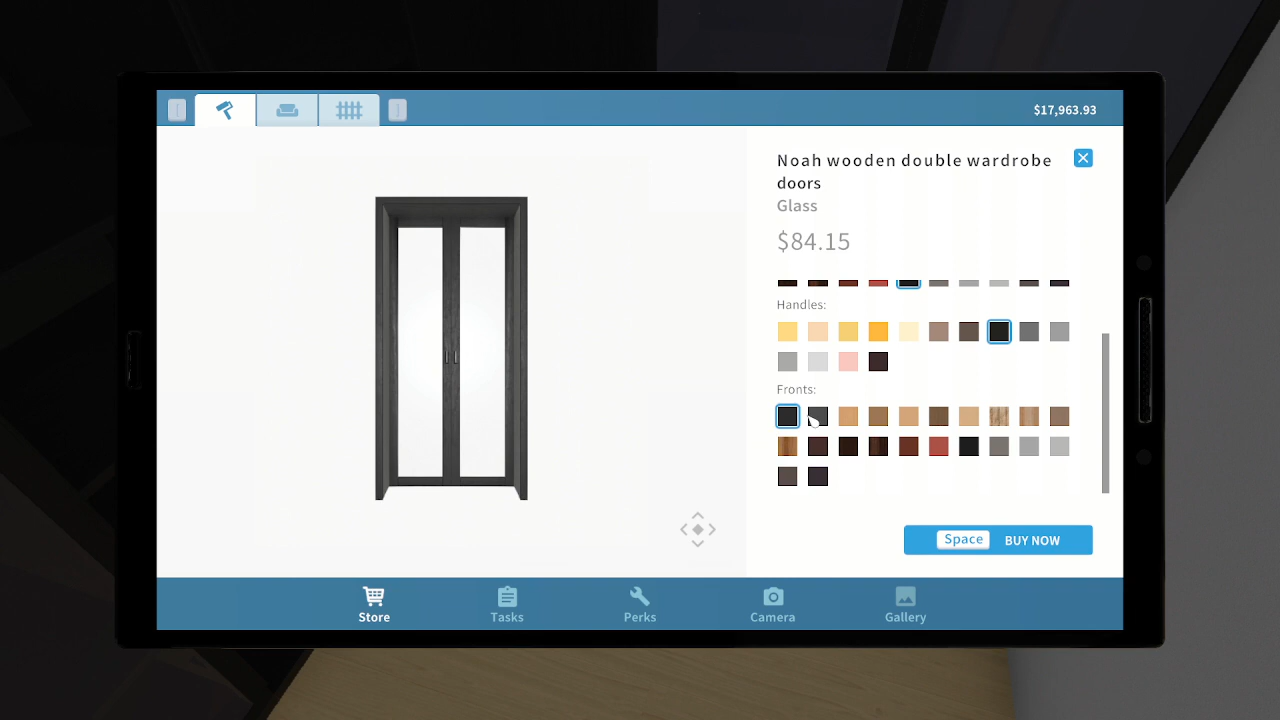 $17,963.93
Noah wooden double wardrobe
doors
Glass
$84.15
Handles:
Fronts:
Space BUY NOW
Store Tasks Perks Camera Gallery